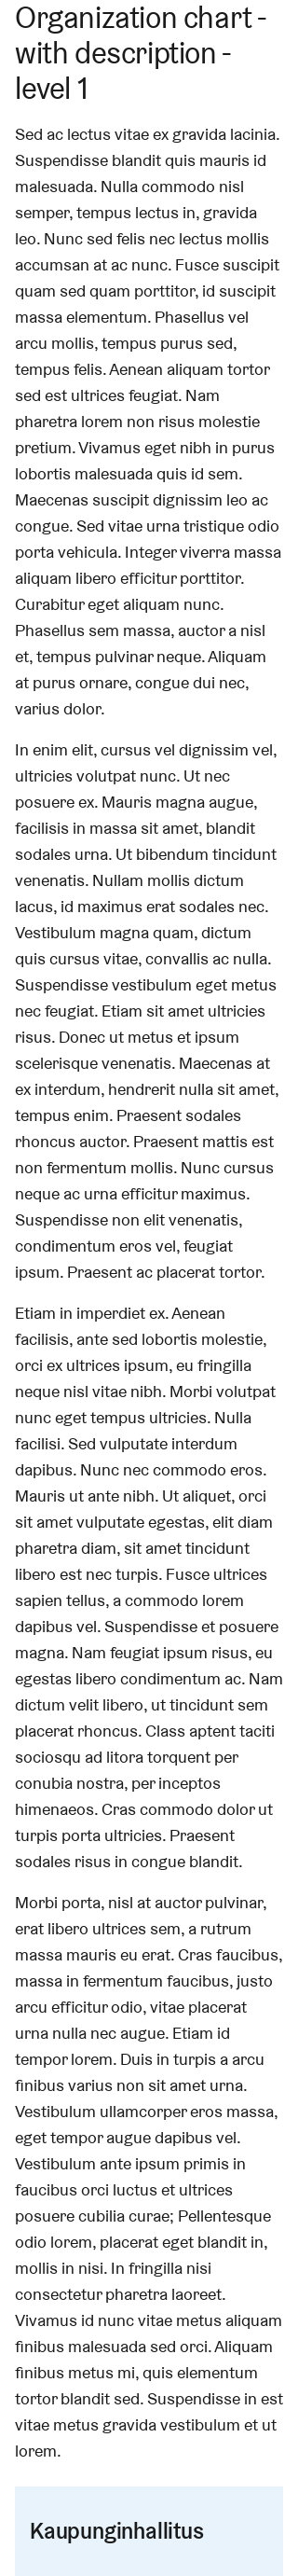 Organization chart -
with description -
level 1
Sed ac lectus vitae ex gravida lacinia.
Suspendisse blandit quis mauris id
malesuada. Nulla commodo nisl
semper, tempus lectus in, gravida
leo. Nunc sed felis nec lectus mollis
accumsan at ac nunc. Fusce suscipit
quam sed quam porttitor, id suscipit
massa elementum. Phasellus vel
arcu mollis, tempus purus sed,
tempus felis. Aenean aliquam tortor
sed est ultrices feugiat. Nam
pharetra lorem non risus molestie
pretium. Vivamus eget nibh in purus
lobortis malesuada quis id sem.
Maecenas suscipit dignissim leo ac
congue. Sed vitae urna tristique odio
porta vehicula. Integer viverra massa
aliquam libero efficitur porttitor.
Curabitur eget aliquam nunc.
Phasellus sem massa, auctor a nisl
et, tempus pulvinar neque. Aliquam
at purus ornare, congue dui nec,
varius dolor.
In enim elit, cursus vel dignissim vel,
ultricies volutpat nunc. Ut nec
posuere ex. Mauris magna augue,
facilisis in massa sit amet, blandit
sodales urna. Ut bibendum tincidunt
venenatis. Nullam mollis dictum
lacus, id maximus erat sodales nec.
Vestibulum magna quam, dictum
quis cursus vitae, convallis ac nulla.
Suspendisse vestibulum eget metus
nec feugiat. Etiam sit amet ultricies
risus. Donec ut metus et ipsum
scelerisque venenatis. Maecenas at
ex interdum, hendrerit nulla sit amet,
tempus enim. Praesent sodales
rhoncus auctor. Praesent mattis est
non fermentum mollis. Nunc cursus
neque ac urna efficitur maximus.
Suspendisse non elit venenatis,
condimentum eros vel, feugiat
ipsum. Praesent ac placerat tortor.
Etiam in imperdiet ex. Aenean
facilisis, ante sed lobortis molestie,
orci ex ultrices ipsum, eu fringilla
neque nisl vitae nibh. Morbi volutpat
nunc eget tempus ultricies. Nulla
facilisi. Sed vulputate interdum
dapibus. Nunc nec commodo eros.
Mauris ut ante nibh. Ut aliquet, orci
sit amet vulputate egestas, elit diam
pharetra diam, sit amet tincidunt
libero est nec turpis. Fusce ultrices
sapien tellus, a commodo lorem
dapibus vel. Suspendisse et posuere
magna. Nam feugiat ipsum risus, eu
egestas libero condimentum ac. Nam
dictum velit libero, ut tincidunt sem
placerat rhoncus. Class aptent taciti
sociosqu ad litora torquent per
conubia nostra, per inceptos
himenaeos. Cras commodo dolor ut
turpis porta ultricies. Praesent
sodales risus in congue blandit.
Morbi porta, nisl at auctor pulvinar,
erat libero ultrices sem, a rutrum
massa mauris eu erat. Cras faucibus,
massa in fermentum faucibus, justo
arcu efficitur odio, vitae placerat
urna nulla nec augue. Etiam id
tempor lorem. Duis in turpis a arcu
finibus varius non sit amet urna.
Vestibulum ullamcorper eros massa,
eget tempor augue dapibus vel.
Vestibulum ante ipsum primis in
faucibus orci luctus et ultrices
posuere cubilia curae; Pellentesque
odio lorem, placerat eget blandit in,
mollis in nisi. In fringilla nisi
consectetur pharetra laoreet.
Vivamus id nunc vitae metus aliquam
finibus malesuada sed orci. Aliquam
finibus metus mi, quis elementum
tortor blandit sed. Suspendisse in est
vitae metus gravida vestibulum et ut
lorem.
Kaupunginhallitus